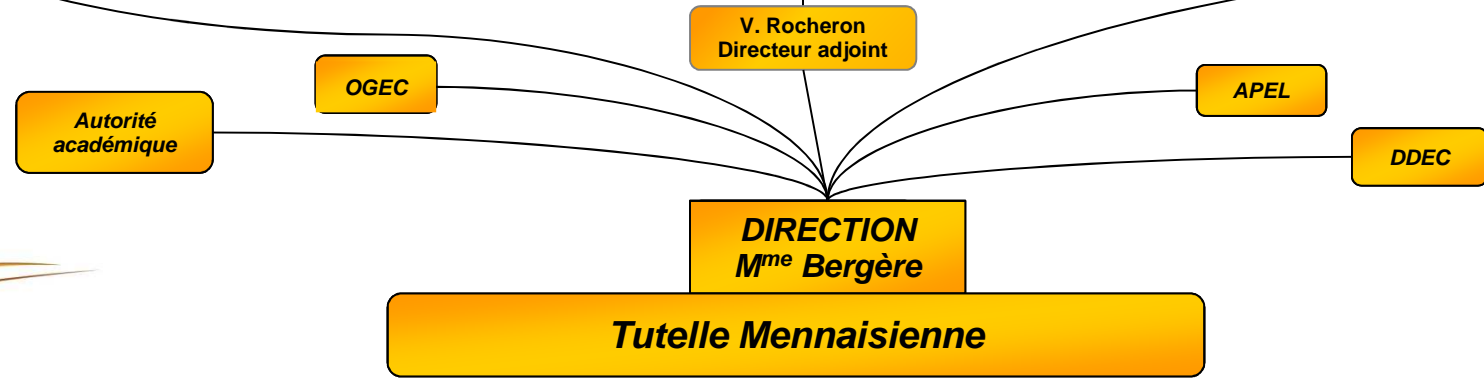 V. Rocheron
Directeur adjoint
OGEC
APEL
Autorité
académique
DDEC
DIRECTION
Mme Bergère
Tutelle Mennaisienne